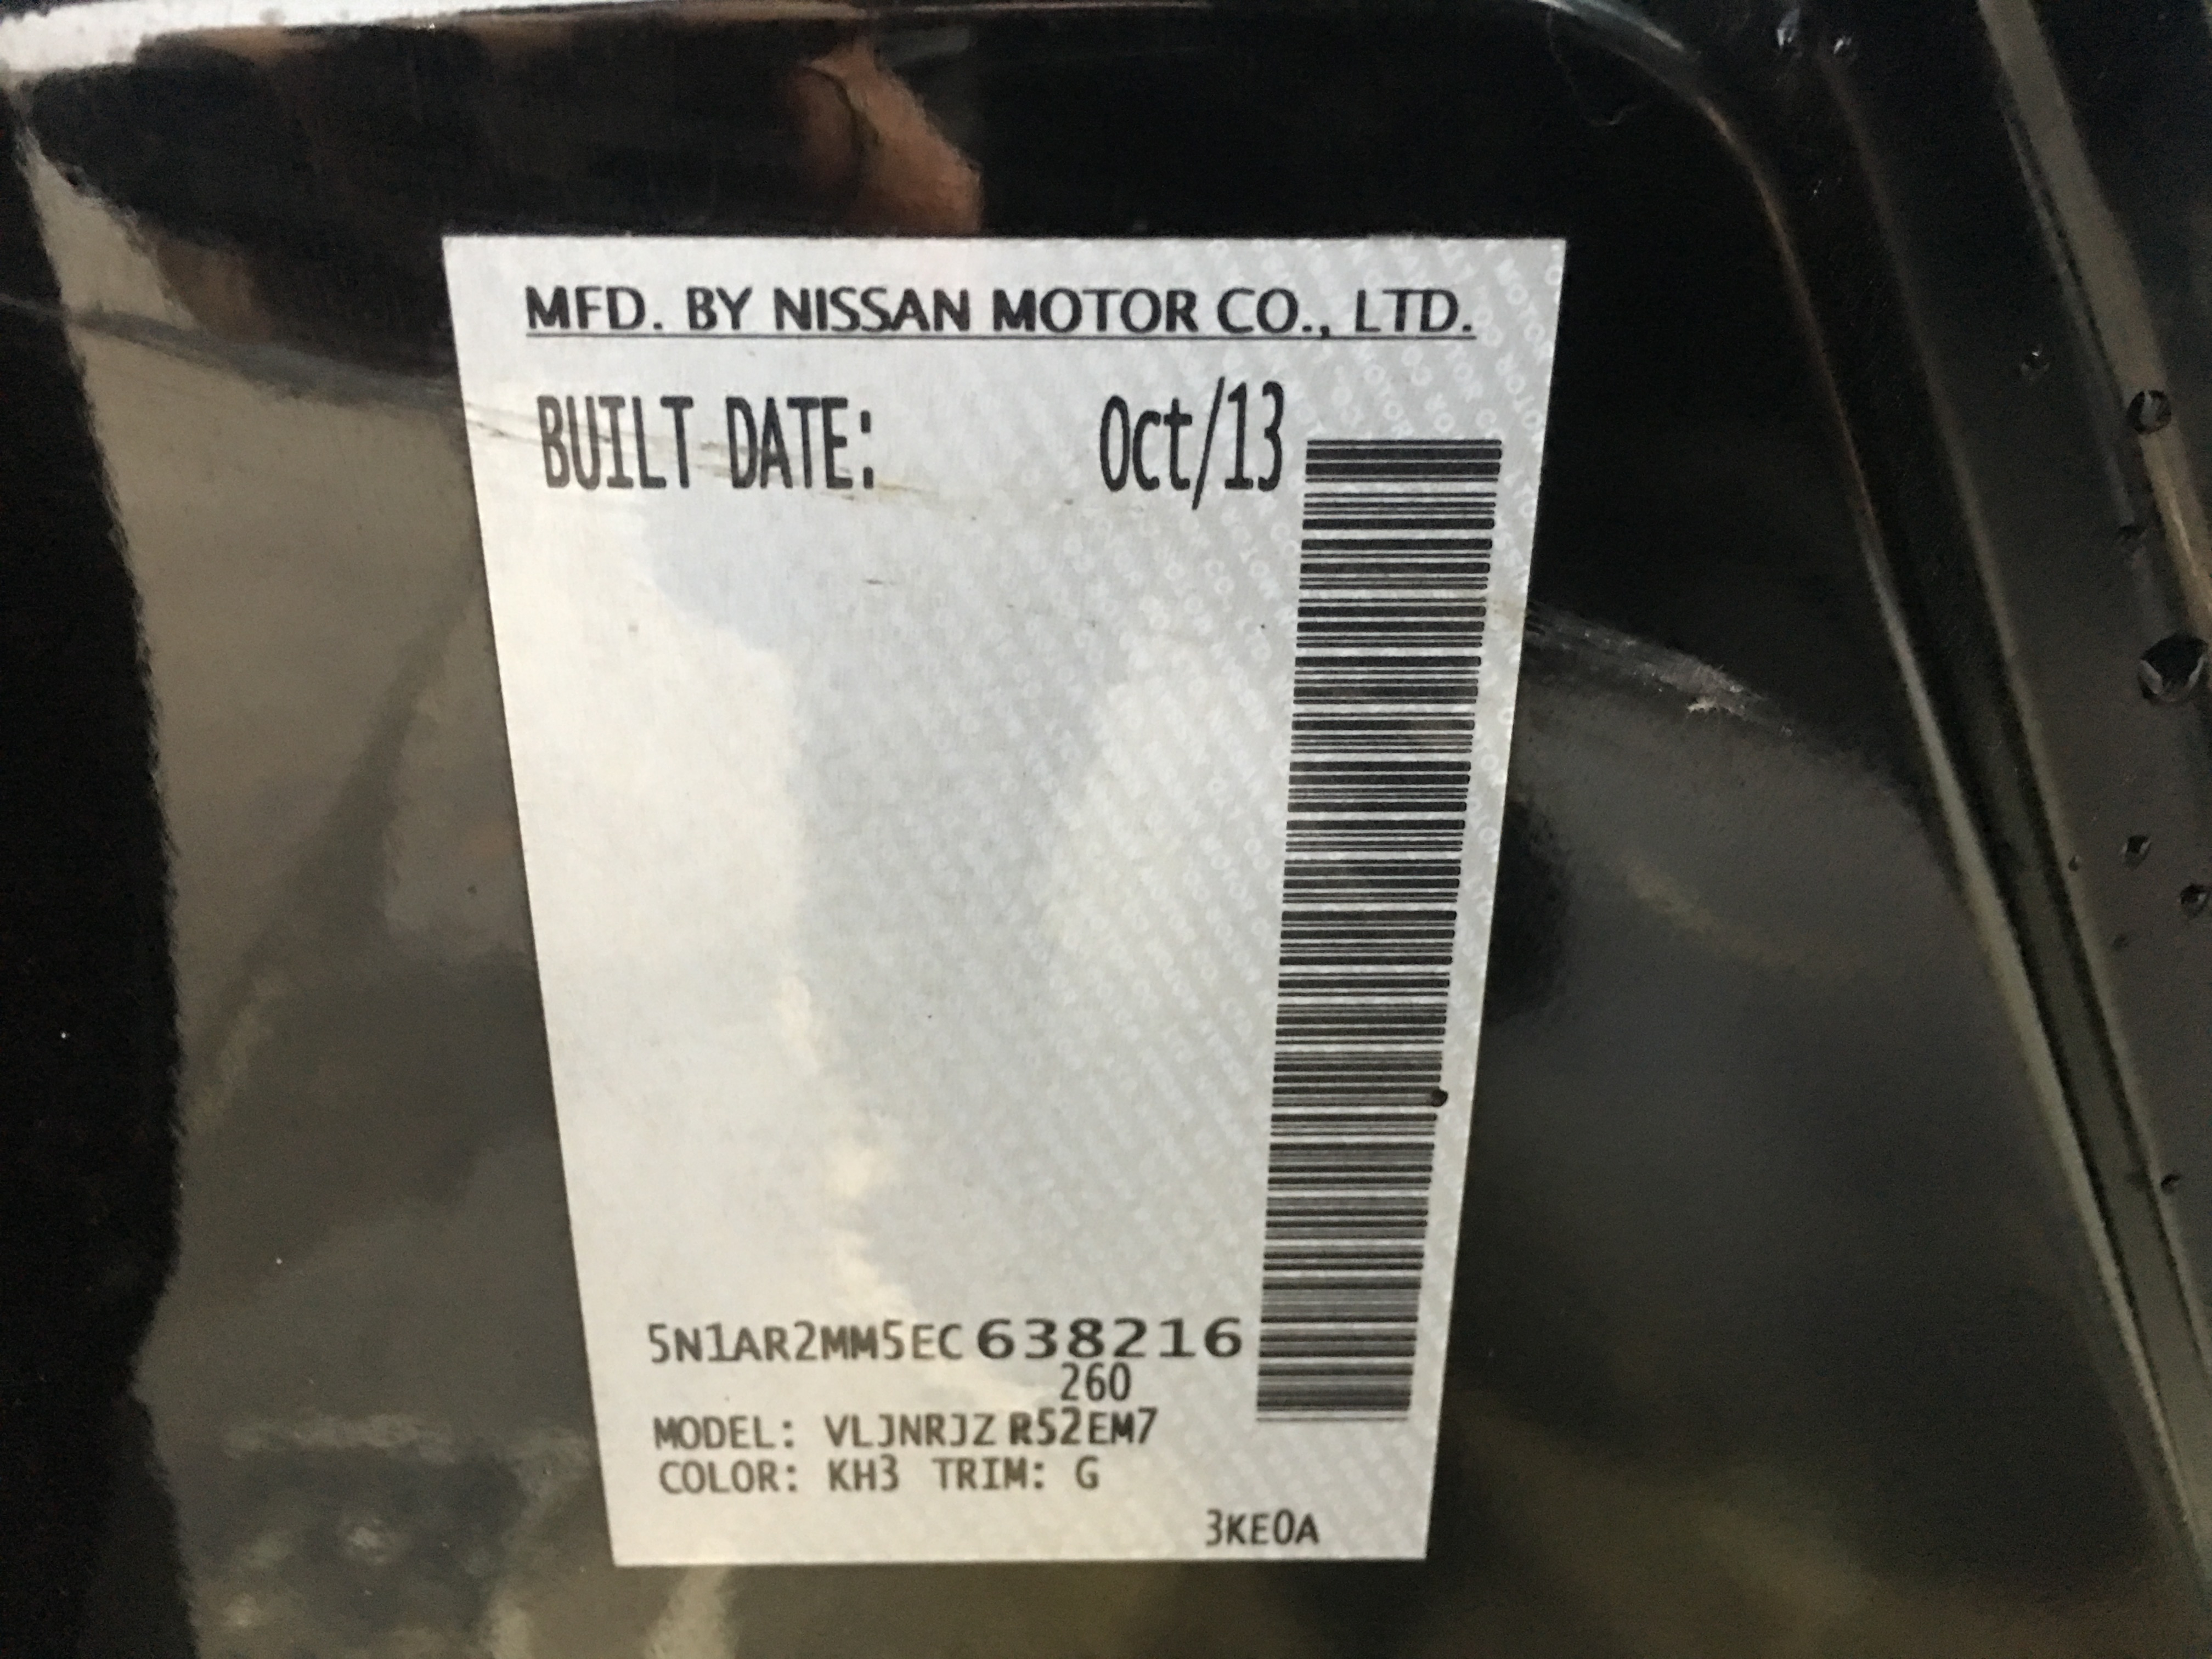 MFD. BY NISSAN MOTOR CO., LTD.
BUILT DATE: Oct/13
5N1AR2MM5EC638216
260
MODEL: VLJNRJZ R52EM7
COLOR: KH3 TRIM: G
3KE0A